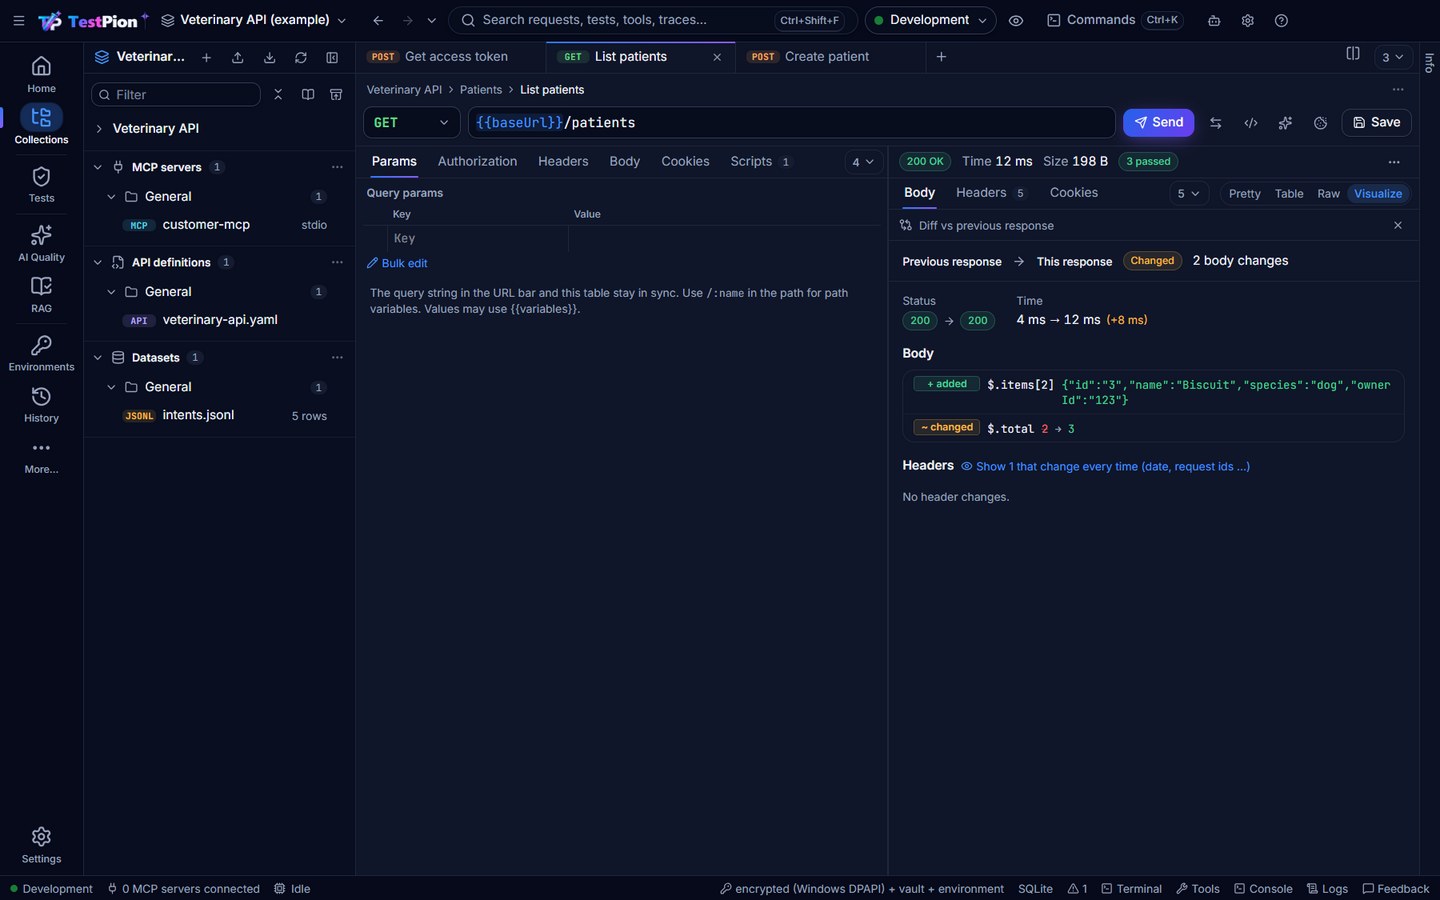 TestPion
Veterinary API (example)
Search requests, tests, tools, traces...
Ctrl+Shift+F
Development
Commands
Ctrl+K
Home
Collections
Tests
AI Quality
RAG
Environments
History
More...
Settings
Veterinar...
Filter
Veterinary API
MCP servers 1
General 1
MCP customer-mcp stdio
API definitions 1
General 1
API veterinary-api.yaml
Datasets 1
General 1
JSONL intents.jsonl 5 rows
POST Get access token
GET List patients
POST Create patient
3
Info
Veterinary API > Patients > List patients
GET
{{baseUrl}}/patients
Send
Save
Params Authorization Headers Body Cookies Scripts 1 4
Query params
Key Value
Key
Bulk edit
The query string in the URL bar and this table stay in sync. Use /:name in the path for path
variables. Values may use {{variables}}.
200 OK Time 12 ms Size 198 B 3 passed
Body Headers 5 Cookies 5 Pretty Table Raw Visualize
Diff vs previous response
Previous response → This response Changed 2 body changes
Status Time
200 → 200 4 ms → 12 ms (+8 ms)
Body
+ added $.items[2] {"id":"3","name":"Biscuit","species":"dog","owner
Id":"123"}
~ changed $.total 2 → 3
Headers Show 1 that change every time (date, request ids ...)
No header changes.
Development 0 MCP servers connected Idle
encrypted (Windows DPAPI) + vault + environment SQLite 1 Terminal Tools Console Logs Feedback